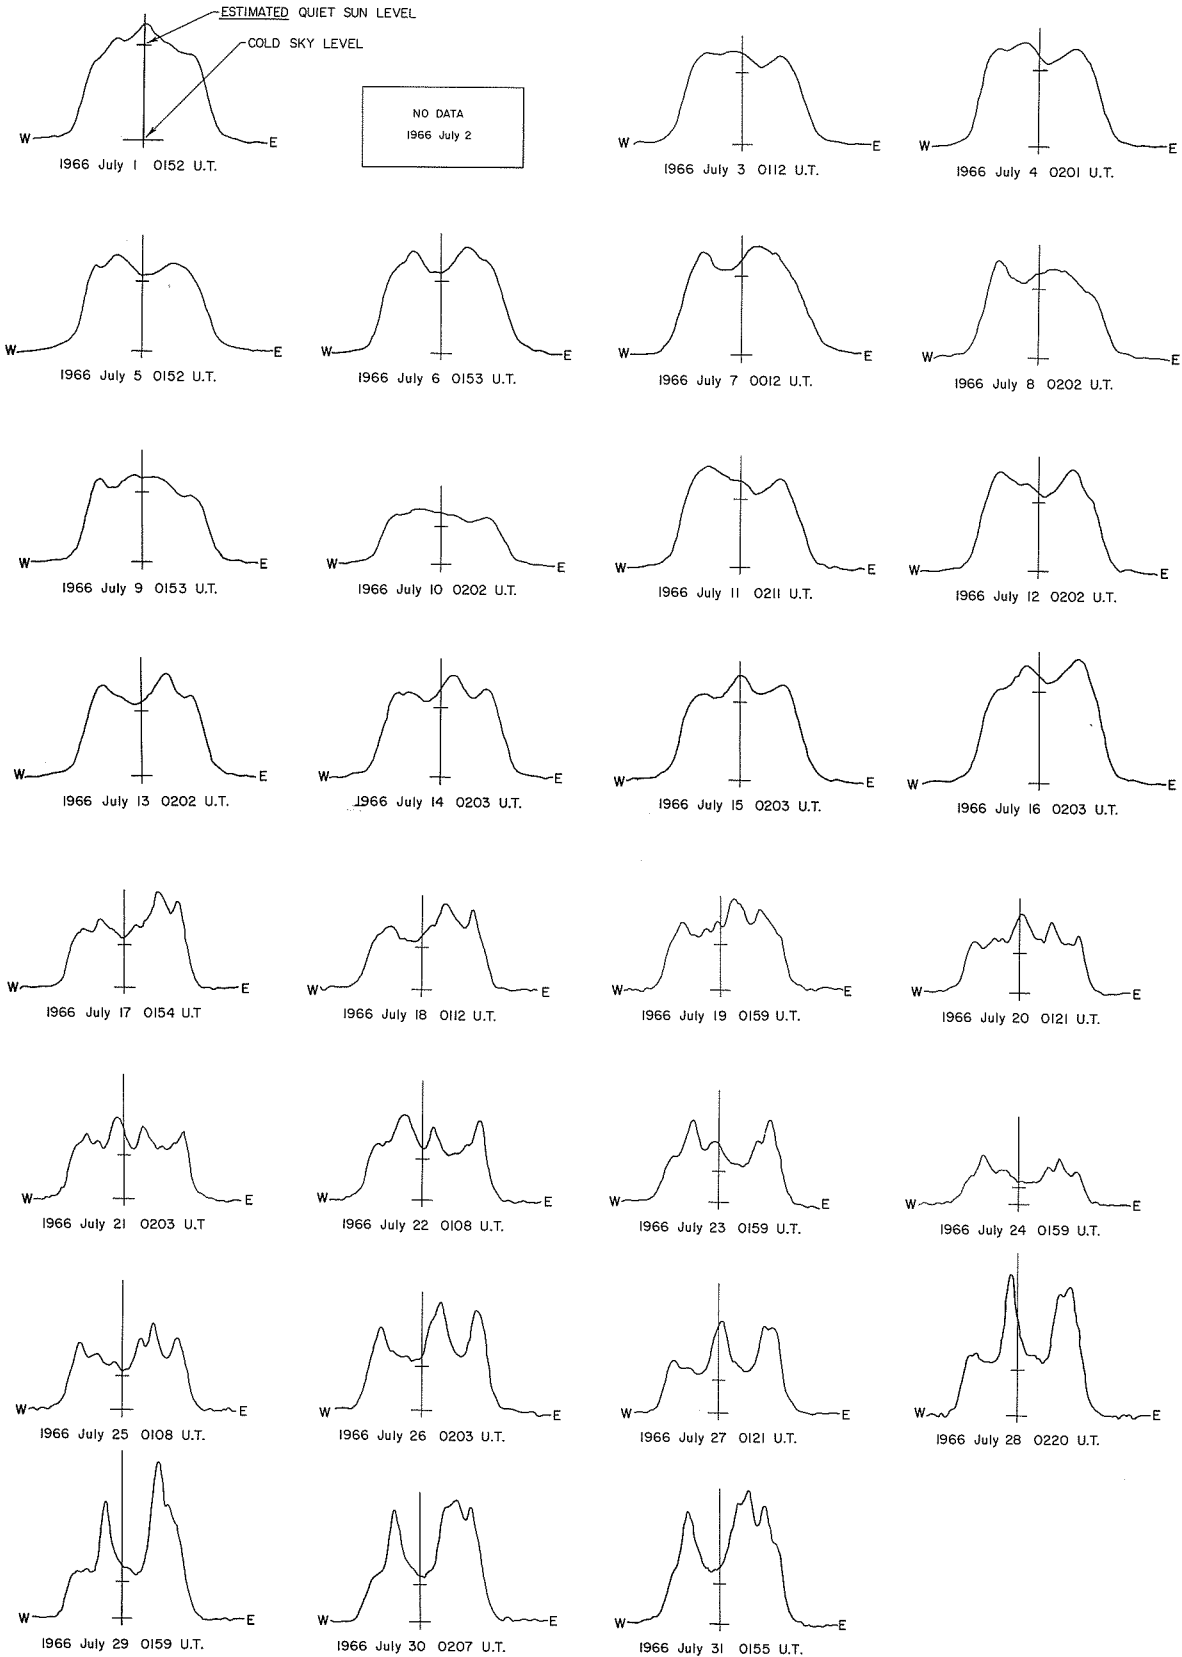 ESTIMATED QUIET SUN LEVEL
COLD SKY LEVEL
W E
1966 July 1 0152 U.T.
NO DATA
1966 July 2
W E
1966 July 3 0112 U.T.
W E
1966 July 4 0201 U.T.
W E
1966 July 5 0152 U.T.
W E
1966 July 6 0153 U.T.
W E
1966 July 7 0012 U.T.
W E
1966 July 8 0202 U.T.
W E
1966 July 9 0153 U.T.
W E
1966 July 10 0202 U.T.
W E
1966 July 11 0211 U.T.
W E
1966 July 12 0202 U.T.
W E
1966 July 13 0202 U.T.
W E
1966 July 14 0203 U.T.
W E
1966 July 15 0203 U.T.
W E
1966 July 16 0203 U.T.
W E
1966 July 17 0154 U.T
W E
1966 July 18 0112 U.T.
W E
1966 July 19 0159 U.T.
W E
1966 July 20 0121 U.T.
W E
1966 July 21 0203 U.T
W E
1966 July 22 0108 U.T.
W E
1966 July 23 0159 U.T.
W E
1966 July 24 0159 U.T.
W E
1966 July 25 0108 U.T.
W E
1966 July 26 0203 U.T.
W E
1966 July 27 0121 U.T.
W E
1966 July 28 0220 U.T.
W E
1966 July 29 0159 U.T.
W E
1966 July 30 0207 U.T.
W E
1966 July 31 0155 U.T.